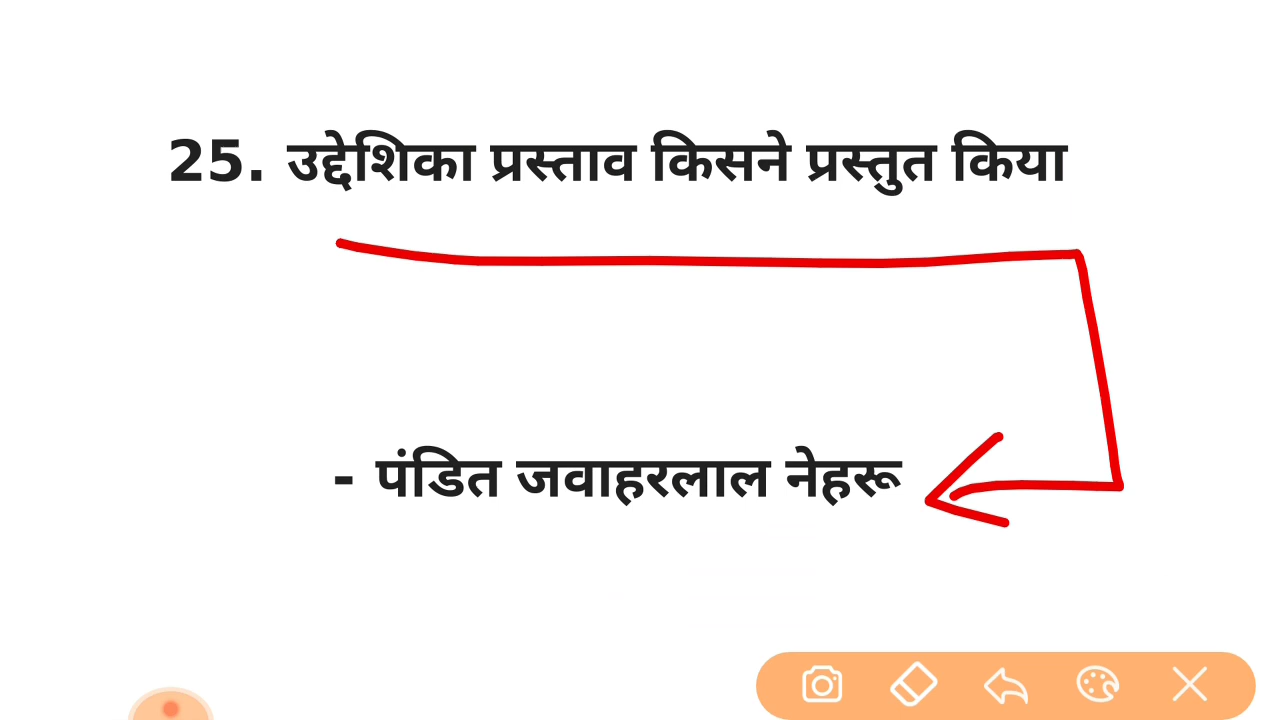 25. उद्देशिका प्रस्ताव किसने प्रस्तुत किया
- पंडित जवाहरलाल नेहरू